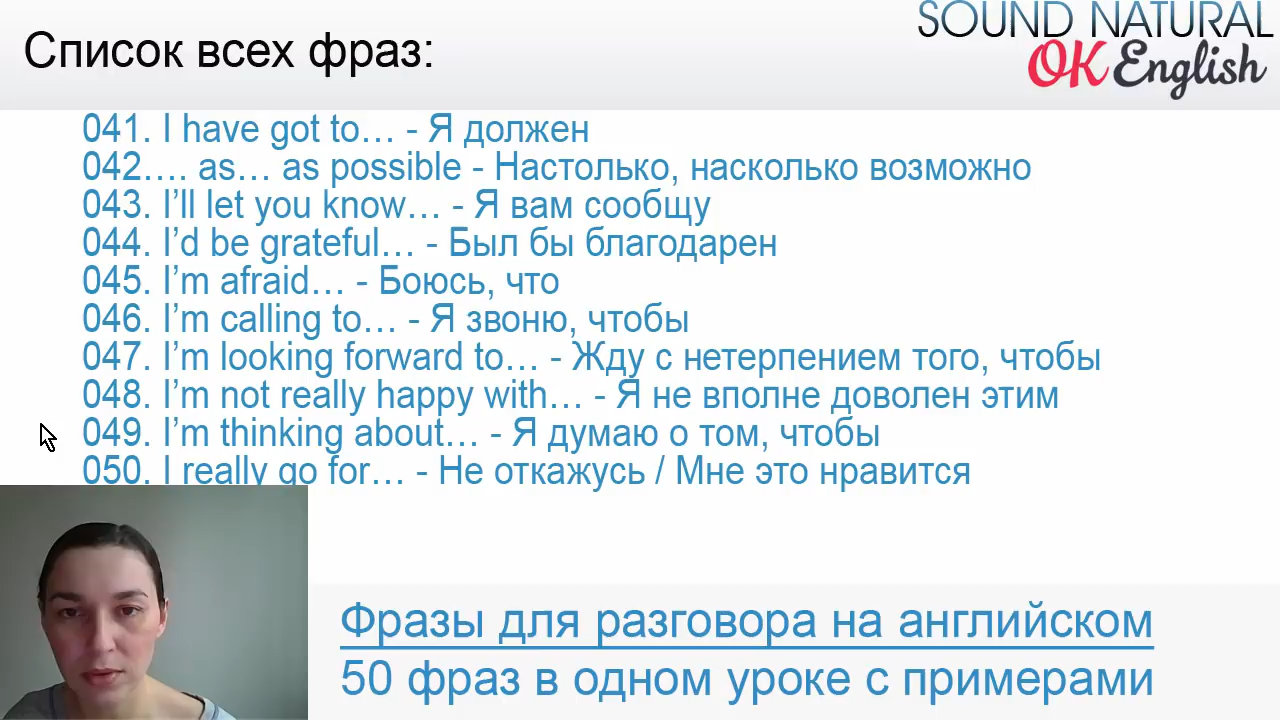 SOUND NATURAL
OK English
Список всех фраз:
041. I have got to… - Я должен
042…. as… as possible - Настолько, насколько возможно
043. I’ll let you know… - Я вам сообщу
044. I’d be grateful… - Был бы благодарен
045. I’m afraid… - Боюсь, что
046. I’m calling to… - Я звоню, чтобы
047. I’m looking forward to… - Жду с нетерпением того, чтобы
048. I’m not really happy with… - Я не вполне доволен этим
049. I’m thinking about… - Я думаю о том, чтобы
050. I really go for… - Не откажусь / Мне это нравится
Фразы для разговора на английском
50 фраз в одном уроке с примерами